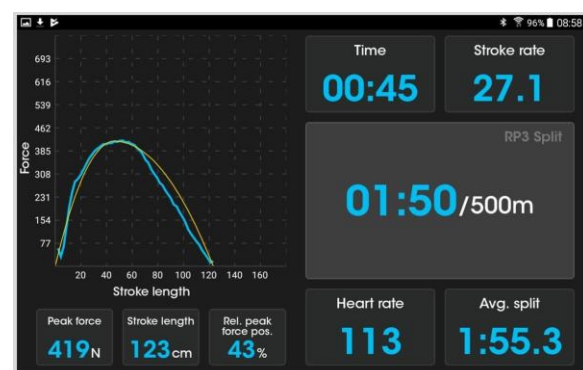 96% 08:58
Force
693
616
539
462
385
308
231
154
77
20 40 60 80 100 120 140 160
Stroke length
Peak force
419N
Stroke length
123cm
Rel. peak
force pos.
43%
Time
00:45
Stroke rate
27.1
RP3 Split
01:50/500m
Heart rate
113
Avg. split
1:55.3